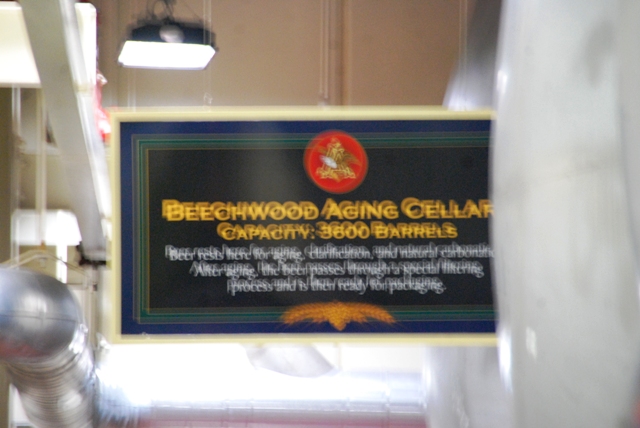 BEECHWOOD AGING CELLAR
CAPACITY: 3600 BARRELS
Beer rests here for aging, clarification, and natural carbonatio
After aging, the beer passes through a special filtering
process and is then ready for packaging.